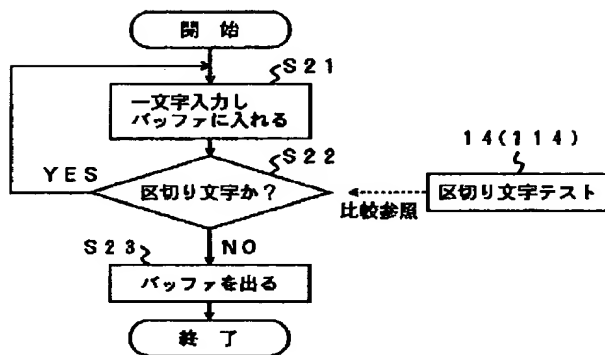 開始
S21
一文字入力し
バッファに入れる
S22
14(114)
YES
区切り文字か?
区切り文字テスト
比較参照
NO
S23
バッファを出る
終了